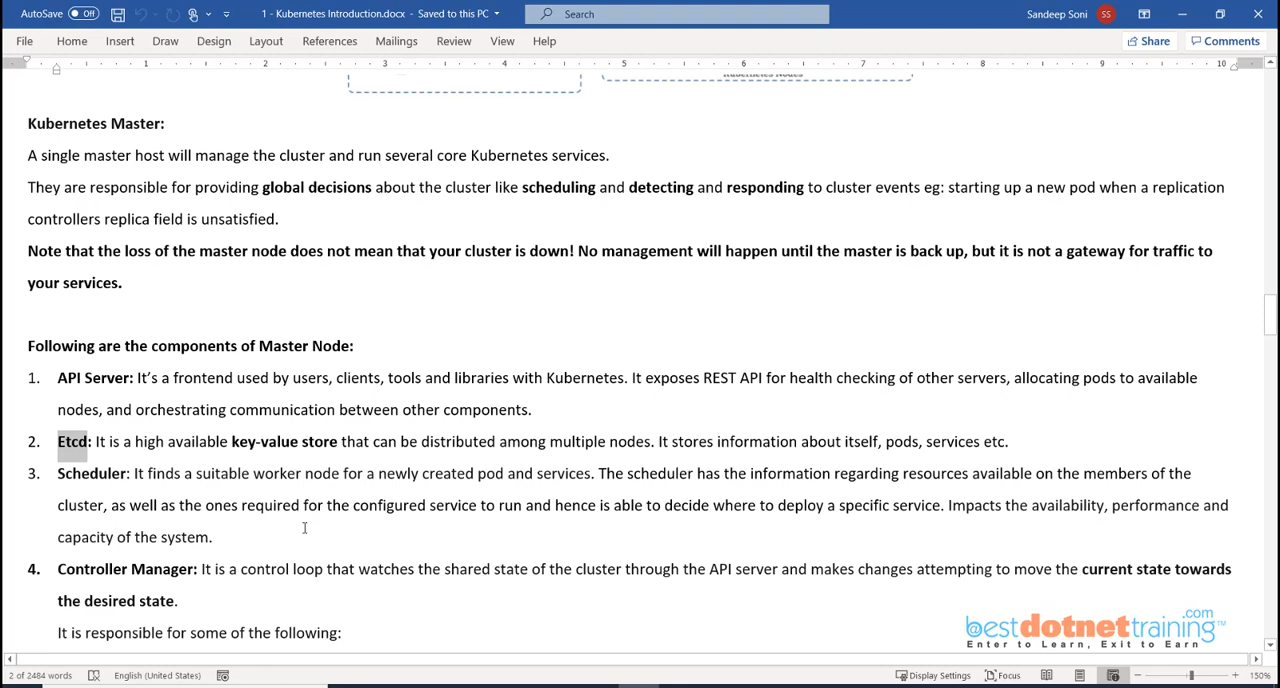 AutoSave Off 1 - Kubernetes Introduction.docx - Saved to this PC Search Sandeep Soni SS
File Home Insert Draw Design Layout References Mailings Review View Help Share Comments
1 2 3 4 5 6 7 8 9 10
Kubernetes Nodes
Kubernetes Master:
A single master host will manage the cluster and run several core Kubernetes services.
They are responsible for providing global decisions about the cluster like scheduling and detecting and responding to cluster events eg: starting up a new pod when a replication
controllers replica field is unsatisfied.
Note that the loss of the master node does not mean that your cluster is down! No management will happen until the master is back up, but it is not a gateway for traffic to
your services.
Following are the components of Master Node:
1. API Server: It’s a frontend used by users, clients, tools and libraries with Kubernetes. It exposes REST API for health checking of other servers, allocating pods to available
nodes, and orchestrating communication between other components.
2. Etcd: It is a high available key-value store that can be distributed among multiple nodes. It stores information about itself, pods, services etc.
3. Scheduler: It finds a suitable worker node for a newly created pod and services. The scheduler has the information regarding resources available on the members of the
cluster, as well as the ones required for the configured service to run and hence is able to decide where to deploy a specific service. Impacts the availability, performance and
capacity of the system.
4. Controller Manager: It is a control loop that watches the shared state of the cluster through the API server and makes changes attempting to move the current state towards
the desired state.
It is responsible for some of the following:
@bestdotnettraining.com™
Enter to Learn, Exit to Earn
2 of 2484 words English (United States) Display Settings Focus 150%